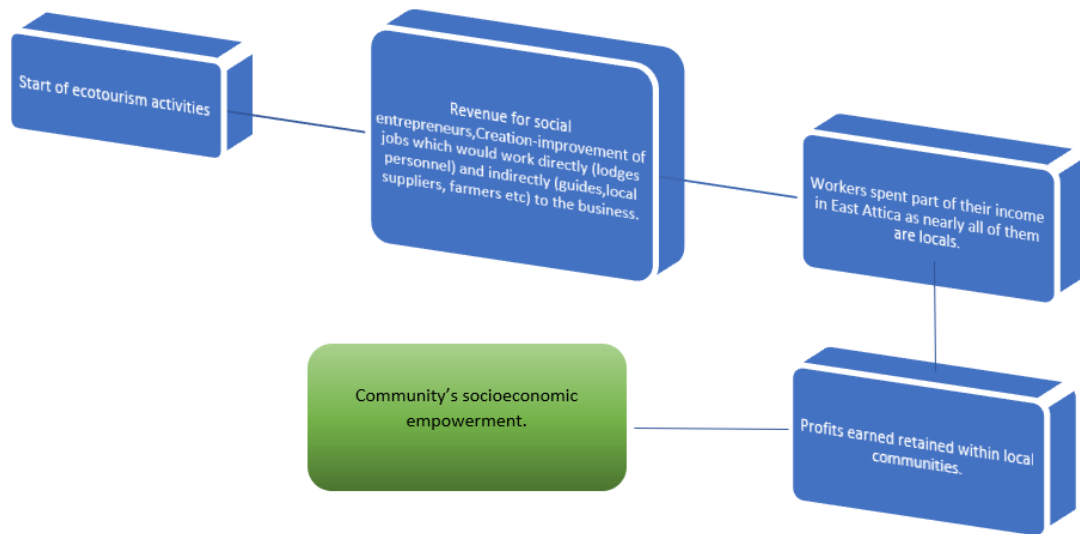 Start of ecotourism activities
Revenue for social
entrepreneurs,Creation-improvement of
jobs which would work directly (lodges
personnel) and indirectly (guides,local
suppliers, farmers etc) to the business.
Workers spent part of their income
in East Attica as nearly all of them
are locals.
Profits earned retained within local
communities.
Community’s socioeconomic
empowerment.